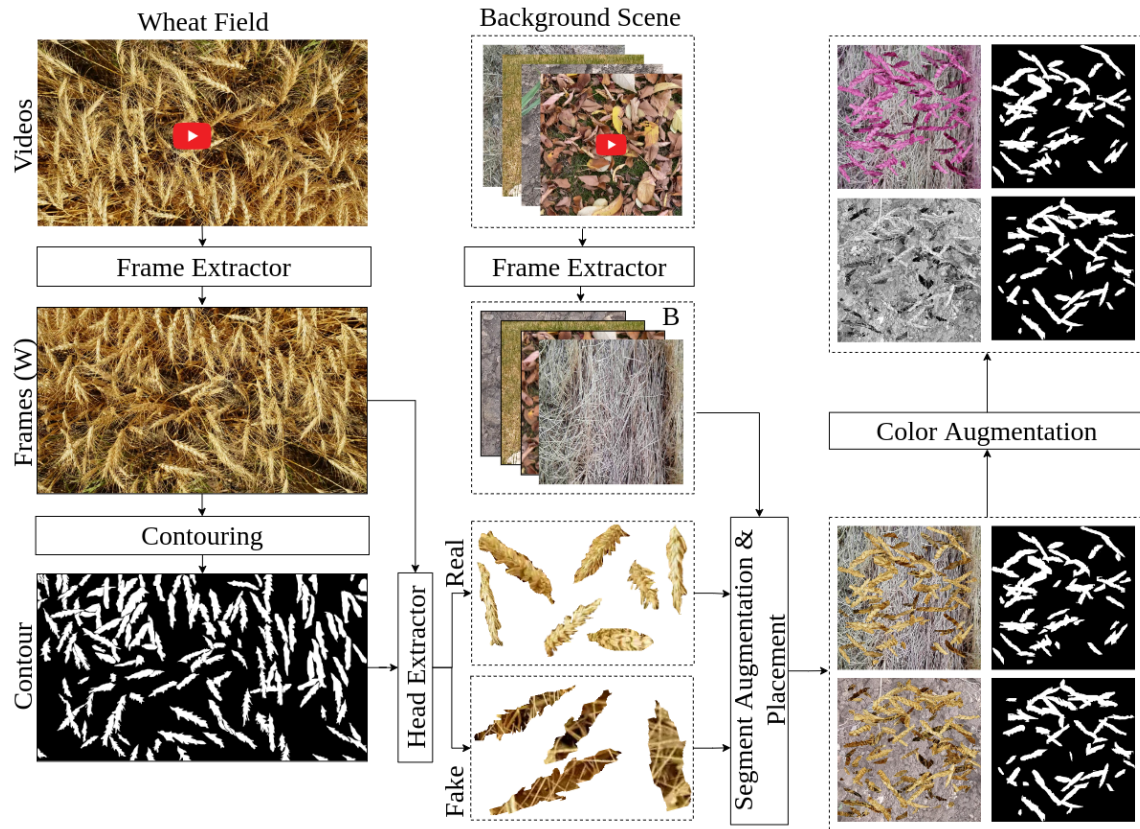 Wheat Field
Background Scene
Videos
Frame Extractor
Frame Extractor
Frames (W)
B
Color Augmentation
Contouring
Contour
Head Extractor
Real
Fake
Segment Augmentation &
Placement